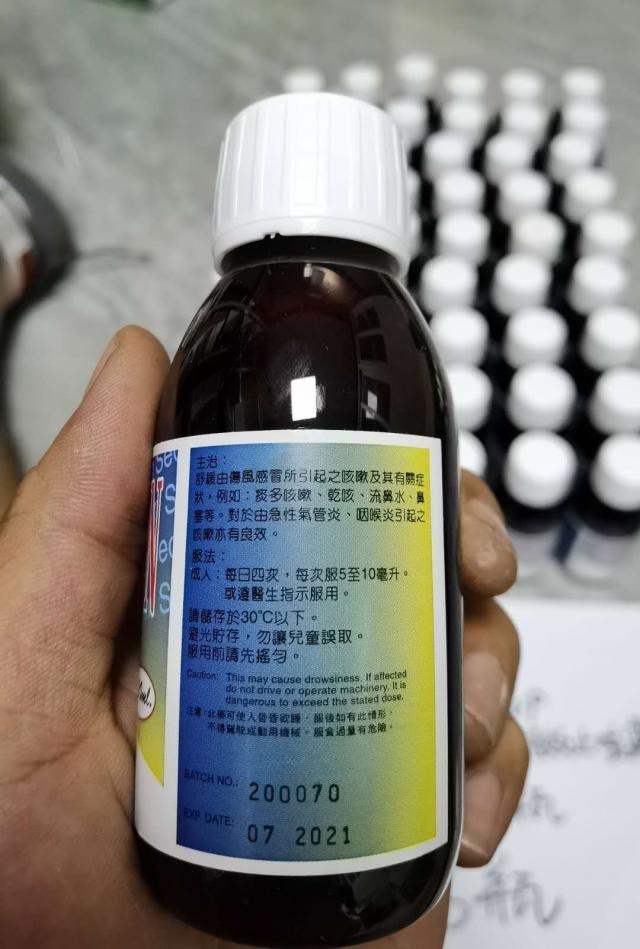 主治：
舒緩由傷風感冒所引起之咳嗽及其有關症
狀，例如：痰多咳嗽、乾咳、流鼻水、鼻
塞等。對於由急性氣管炎、咽喉炎引起之
咳嗽亦有良效。
服法：
成人：每日四次，每次服5至10毫升。
或遵醫生指示服用。
請儲存於30°C以下。
避光貯存，勿讓兒童誤取。
服用前請先搖勻。
Caution: This may cause drowsiness. If affected
do not drive or operate machinery. It is
dangerous to exceed the stated dose.
注意：此藥可使人昏昏欲睡，服後如有此情形，
不得駕駛或動用機械。服食過量有危險。
BATCH NO.: 200070
EXP. DATE: 07 2021